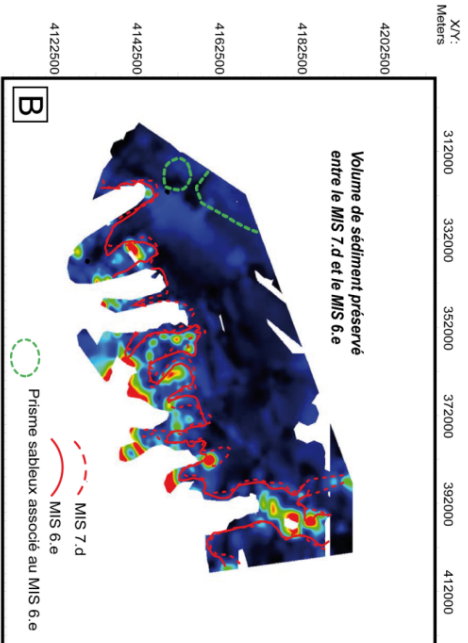 X/Y:
Meters
312000
332000
352000
372000
392000
412000
4202500
4182500
4162500
4142500
4122500
Volume de sédiment préservé
entre le MIS 7.d et le MIS 6.e
B
MIS 7.d
MIS 6.e
Prisme sableux associé au MIS 6.e